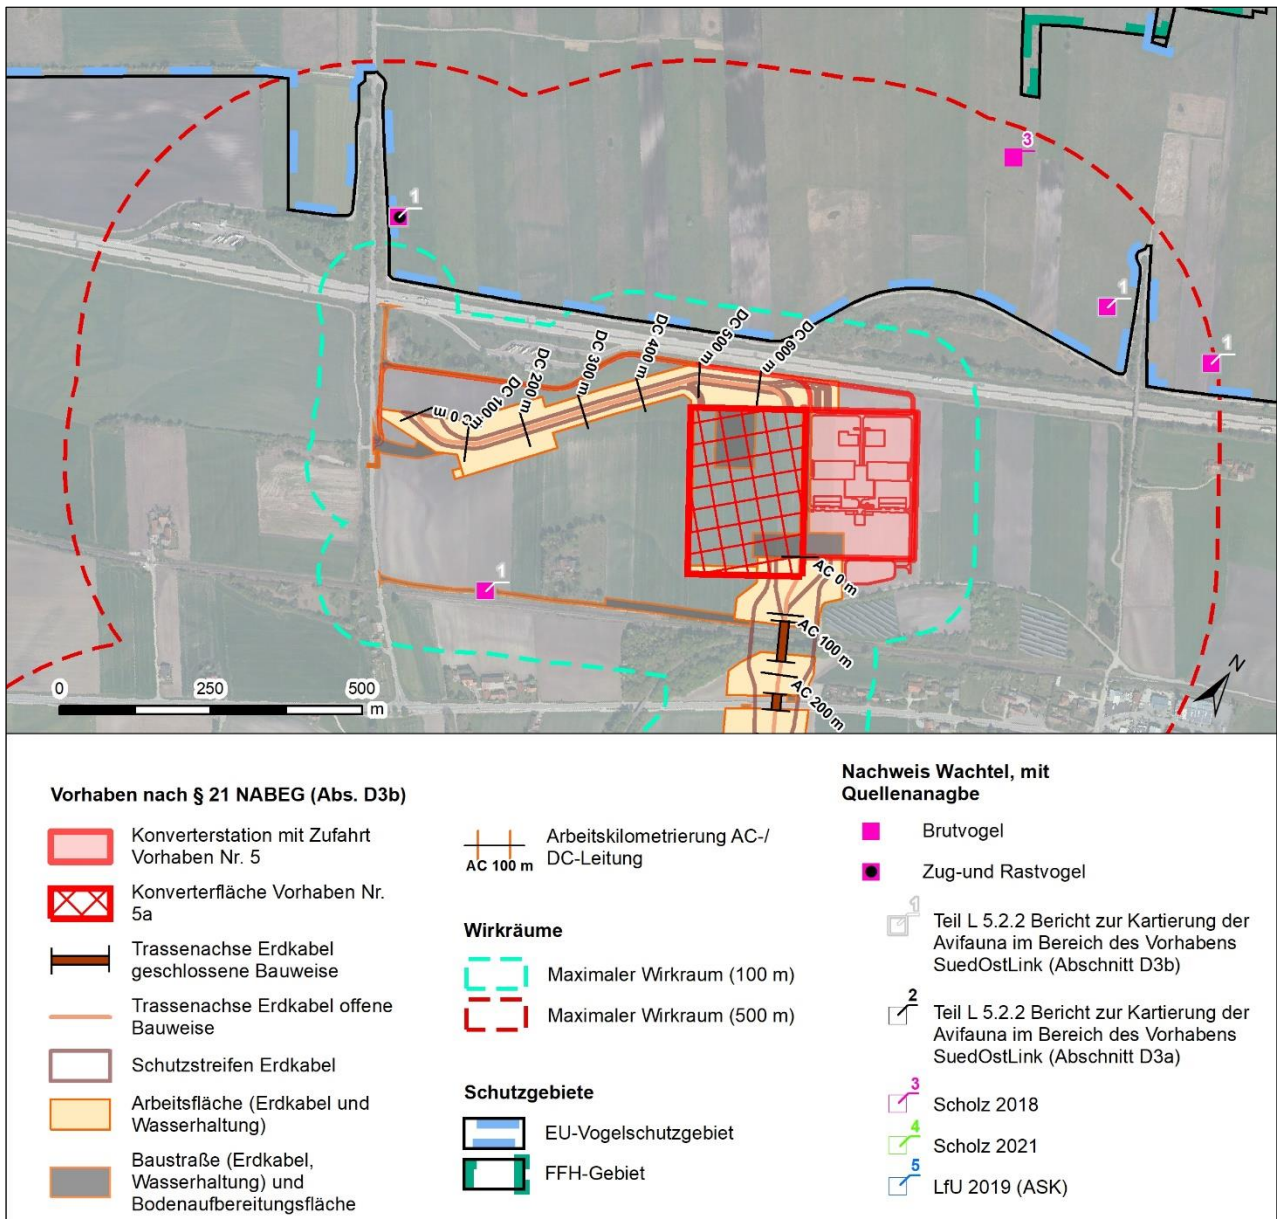 3
1
1
1
DC 0 m
DC 100 m
DC 200 m
DC 300 m
DC 400 m
DC 500 m
DC 600 m
1
AC 0 m
AC 100 m
AC 200 m
N
0 250 500
m
Vorhaben nach § 21 NABEG (Abs. D3b)
Konverterstation mit Zufahrt
Vorhaben Nr. 5
Konverterfläche Vorhaben Nr.
5a
Trassenachse Erdkabel
geschlossene Bauweise
Trassenachse Erdkabel offene
Bauweise
Schutzstreifen Erdkabel
Arbeitsfläche (Erdkabel und
Wasserhaltung)
Baustraße (Erdkabel,
Wasserhaltung) und
Bodenaufbereitungsfläche
AC 100 m
Arbeitskilometrierung AC-/
DC-Leitung
Wirkräume
Maximaler Wirkraum (100 m)
Maximaler Wirkraum (500 m)
Schutzgebiete
EU-Vogelschutzgebiet
FFH-Gebiet
Nachweis Wachtel, mit
Quellenanagbe
Brutvogel
Zug-und Rastvogel
1
Teil L 5.2.2 Bericht zur Kartierung der
Avifauna im Bereich des Vorhabens
SuedOstLink (Abschnitt D3b)
2
Teil L 5.2.2 Bericht zur Kartierung der
Avifauna im Bereich des Vorhabens
SuedOstLink (Abschnitt D3a)
3
Scholz 2018
4
Scholz 2021
5
LfU 2019 (ASK)